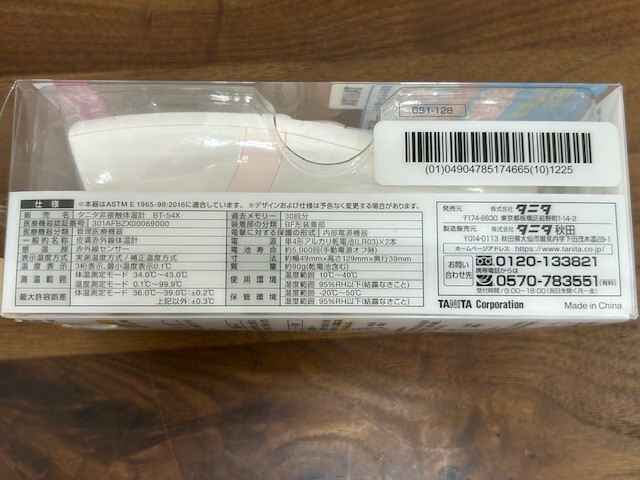 GS1-128
(01)04904785174665(10)1225
仕様 ※本器はASTM E 1965-98:2016に適合しています。 ※デザインおよび仕様は予告なく変更になる場合があります。
販売名 タニタ非接触体温計 BT-54X
医療機器認証番号 301AFBZX00069000
医療機器分類 管理医療機器
一般的名称 皮膚赤外線体温計
感温部 赤外線センサー
表示温度方式 実測温度方式/補正温度方式
温度表示 3桁表示、最小温度表示0.1℃
測温範囲 体温測定モード 34.0℃~43.0℃
温度測定モード 0.1℃~99.9℃
最大許容誤差 体温測定モード 36.0℃~39.0℃:±0.2℃
上記以外:±0.3℃
過去メモリー 30回分
装着部の分類 BF形装着部
電撃に対する保護の形式 内部電源機器
電源 単4形アルカリ乾電池(LR03)×2本
電池寿命 約5,000回(自動電源オフ時)
寸法 約幅49mm×高さ129mm×奥行39mm
質量 約90g(乾電池含む)
使用環境 温度範囲 10℃~40℃
湿度範囲 95%RH以下(結露なきこと)
保管環境 温度範囲 -20℃~50℃
湿度範囲 95%RH以下(結露なきこと)
発売元 株式会社 タニタ
〒174-8630 東京都板橋区前野町1-14-2
製造販売元 株式会社 タニタ秋田
〒014-0113 秋田県大仙市堀見内字下田茂木添28-1
ホームページアドレス https://www.tanita.co.jp/
お問い合わせ先 0120-133821
携帯電話からは
0570-783551(有料)
受付時間/9:00~18:00(祝日を除く月~金)
TANITA Corporation
Made in China